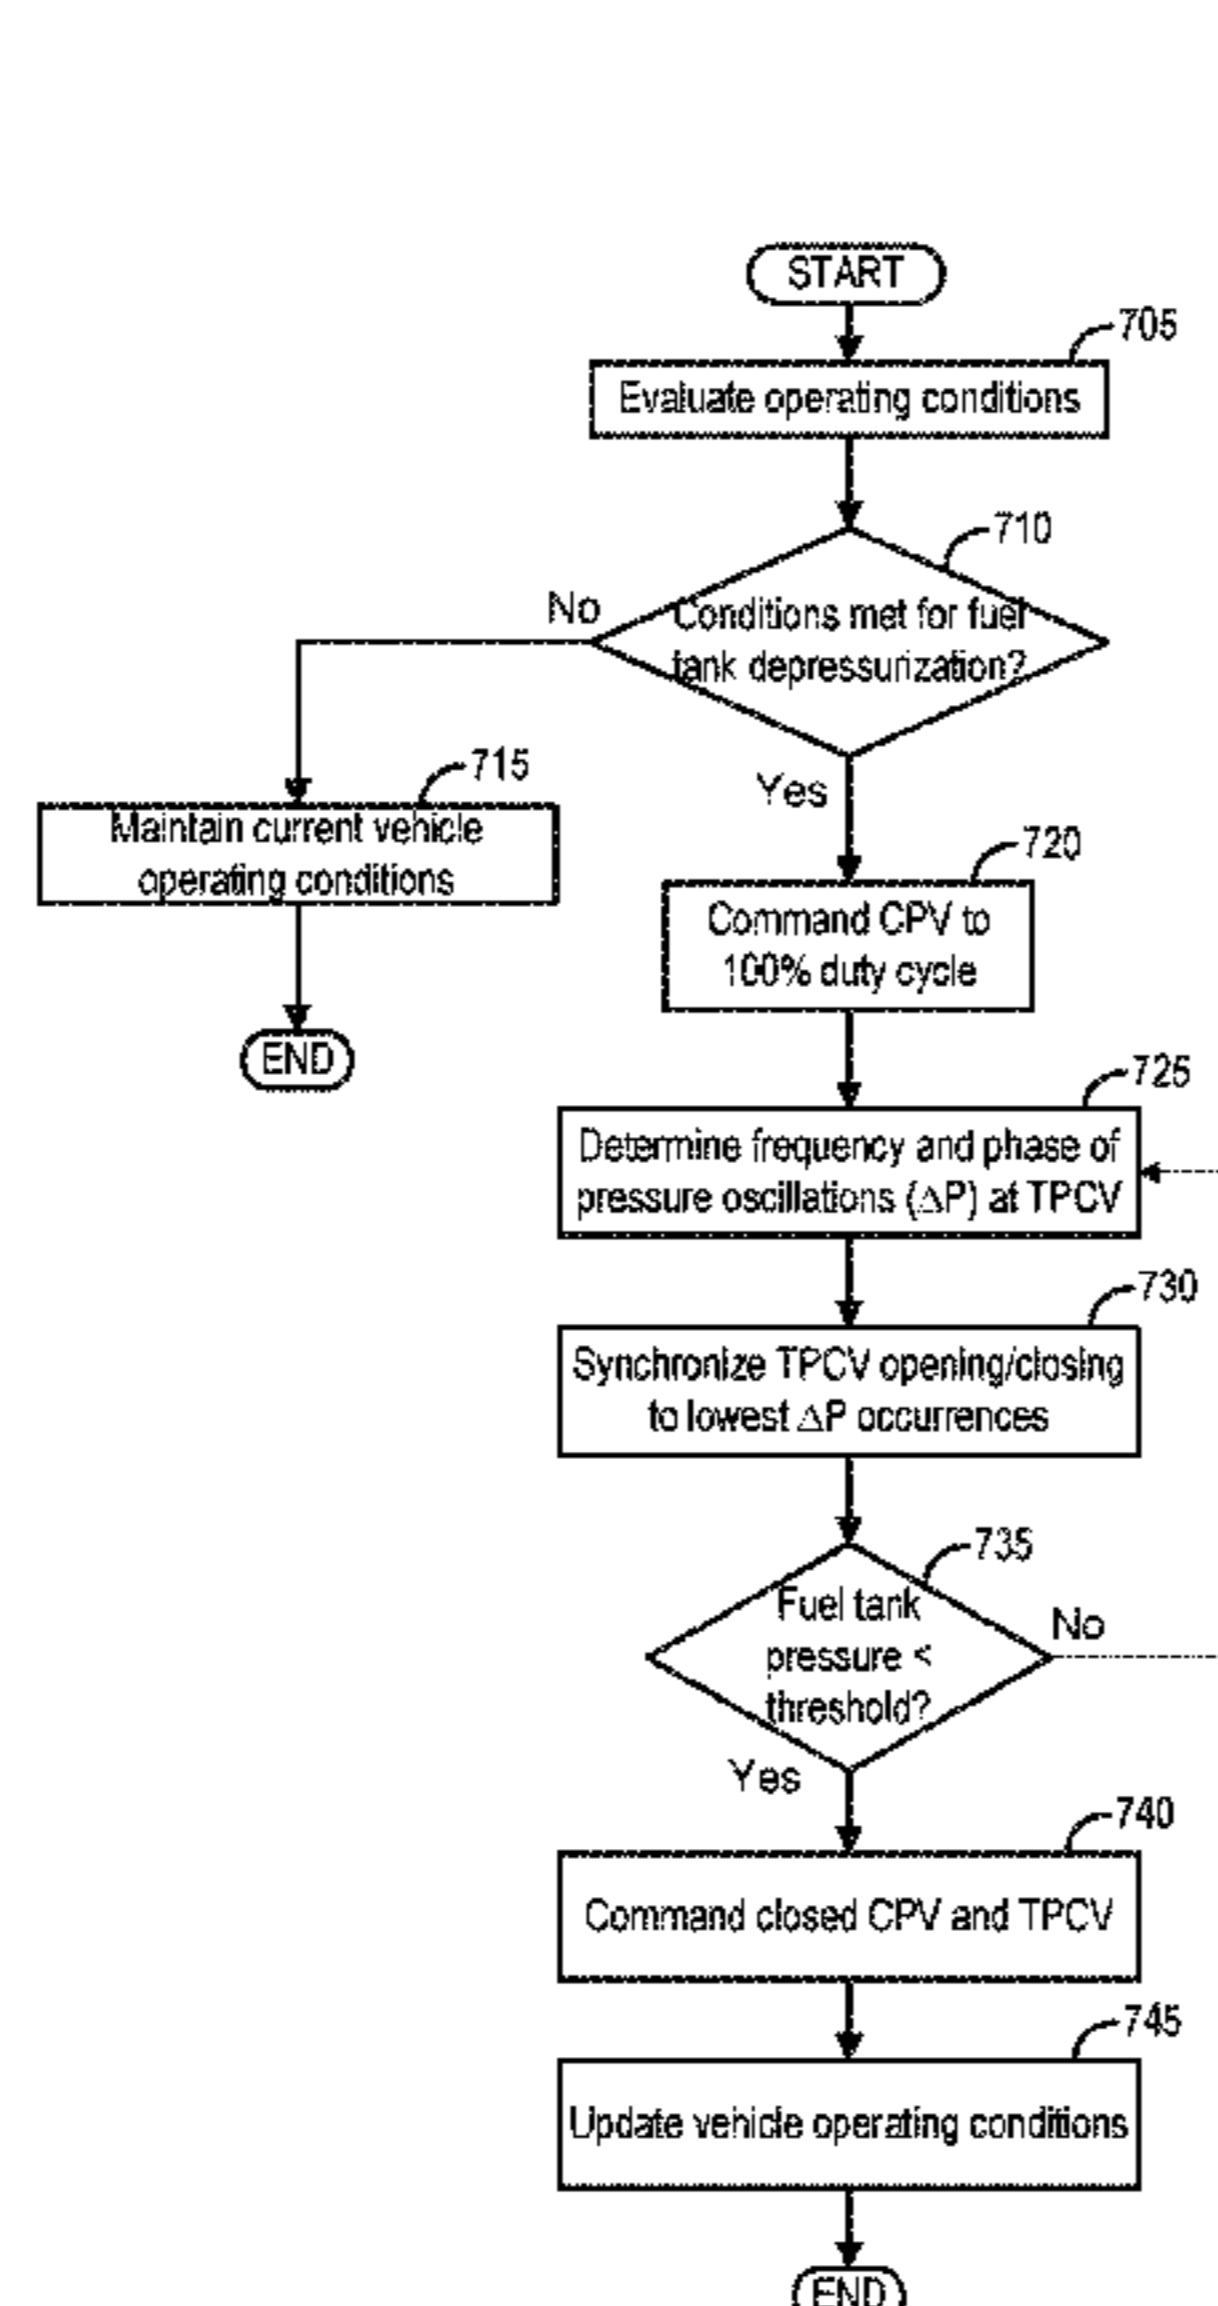 START
705
Evaluate operating conditions
710
Conditions met for fuel
tank depressurization?
No
Yes
715
Maintain current vehicle
operating conditions
END
720
Command CPV to
100% duty cycle
725
Determine frequency and phase of
pressure oscillations (ΔP) at TPCV
730
Synchronize TPCV opening/closing
to lowest ΔP occurrences
735
Fuel tank
pressure <
threshold?
No
Yes
740
Command closed CPV and TPCV
745
Update vehicle operating conditions
END